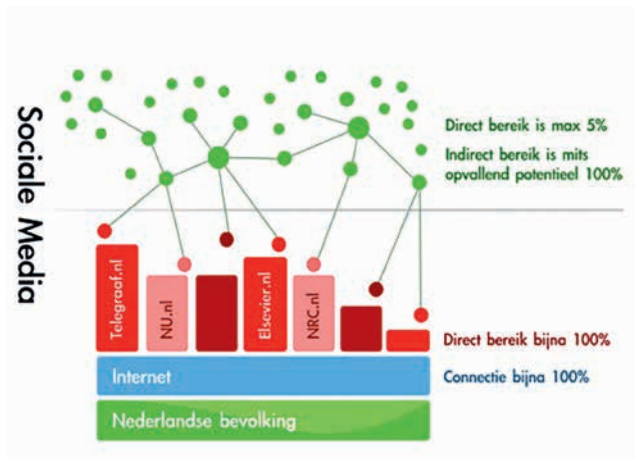 Sociale Media
Direct bereik is max 5%
Indirect bereik is mits
opvallend potentieel 100%
Telegraaf.nl
NU.nl
Elsevier.nl
NRC.nl
Direct bereik bijna 100%
Internet
Connectie bijna 100%
Nederlandse bevolking